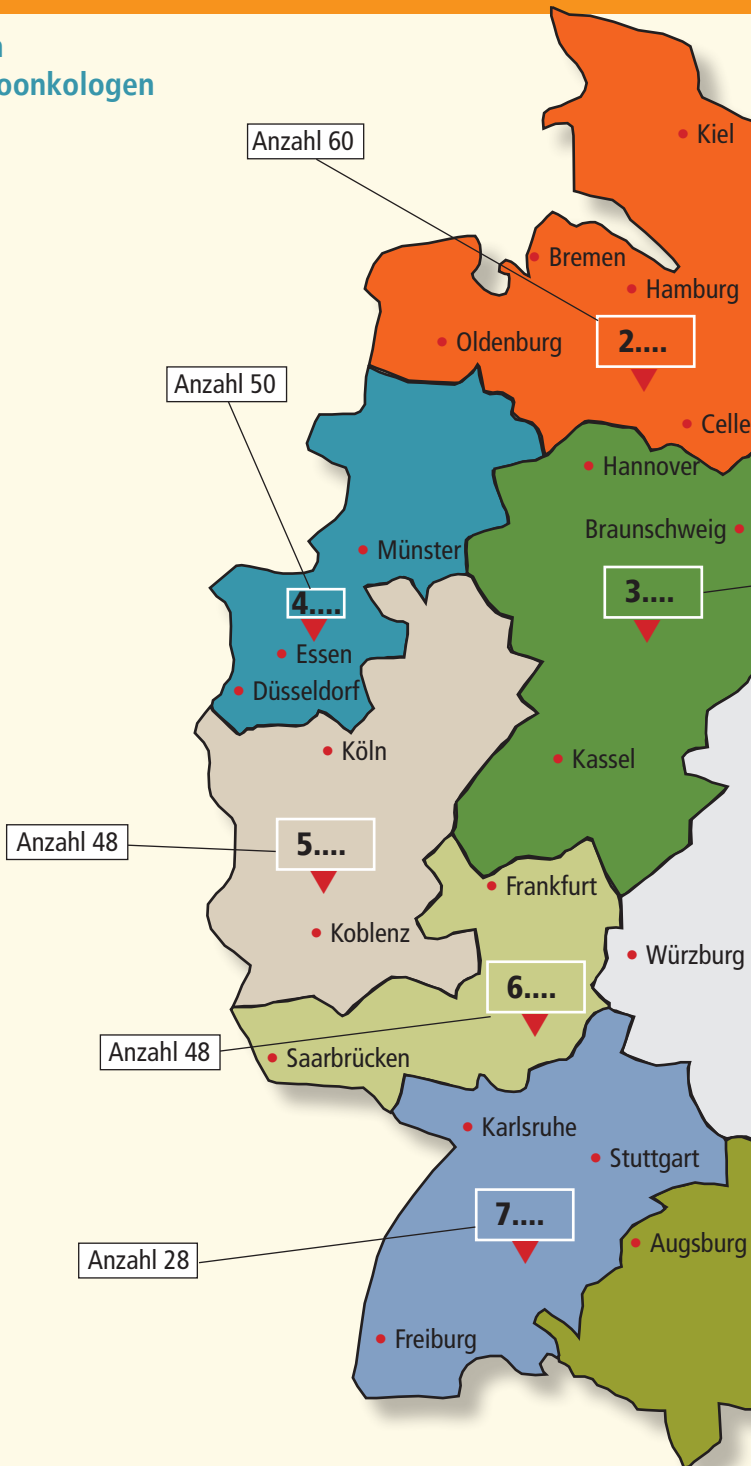 n
oonkologen
Anzahl 60
Kiel
Bremen
Hamburg
Oldenburg
2....
Anzahl 50
Celle
Hannover
Braunschweig
Münster
3....
4....
Essen
Düsseldorf
Köln
Kassel
Anzahl 48
5....
Frankfurt
Koblenz
Würzburg
6....
Anzahl 48
Saarbrücken
Karlsruhe
Stuttgart
7....
Augsburg
Anzahl 28
Freiburg